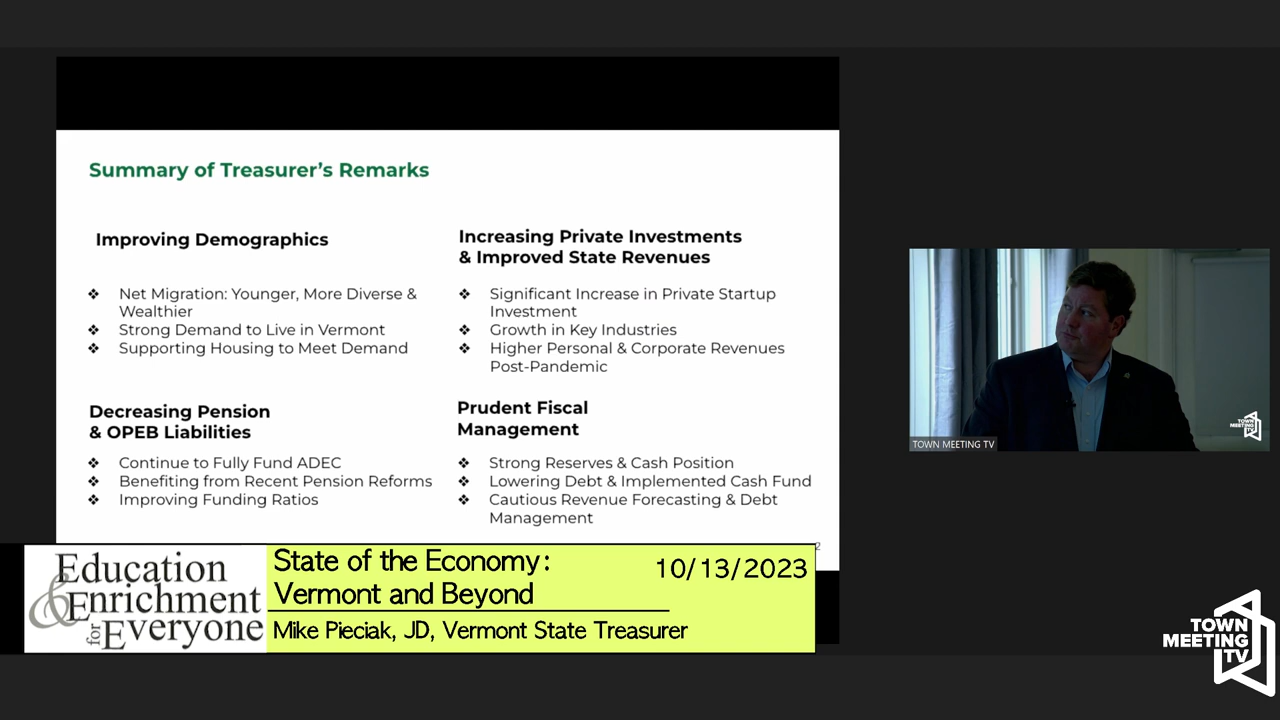 Summary of Treasurer’s Remarks
Improving Demographics
❖ Net Migration: Younger, More Diverse &
Wealthier
❖ Strong Demand to Live in Vermont
❖ Supporting Housing to Meet Demand
Increasing Private Investments
& Improved State Revenues
❖ Significant Increase in Private Startup
Investment
❖ Growth in Key Industries
❖ Higher Personal & Corporate Revenues
Post-Pandemic
Decreasing Pension
& OPEB Liabilities
❖ Continue to Fully Fund ADEC
❖ Benefiting from Recent Pension Reforms
❖ Improving Funding Ratios
Prudent Fiscal
Management
❖ Strong Reserves & Cash Position
❖ Lowering Debt & Implemented Cash Fund
❖ Cautious Revenue Forecasting & Debt
Management
2
Education
& Enrichment
for Everyone
State of the Economy:
Vermont and Beyond
10/13/2023
Mike Pieciak, JD, Vermont State Treasurer
TOWN
MEETING
TV
TOWN MEETING TV
TOWN
MEETING
TV